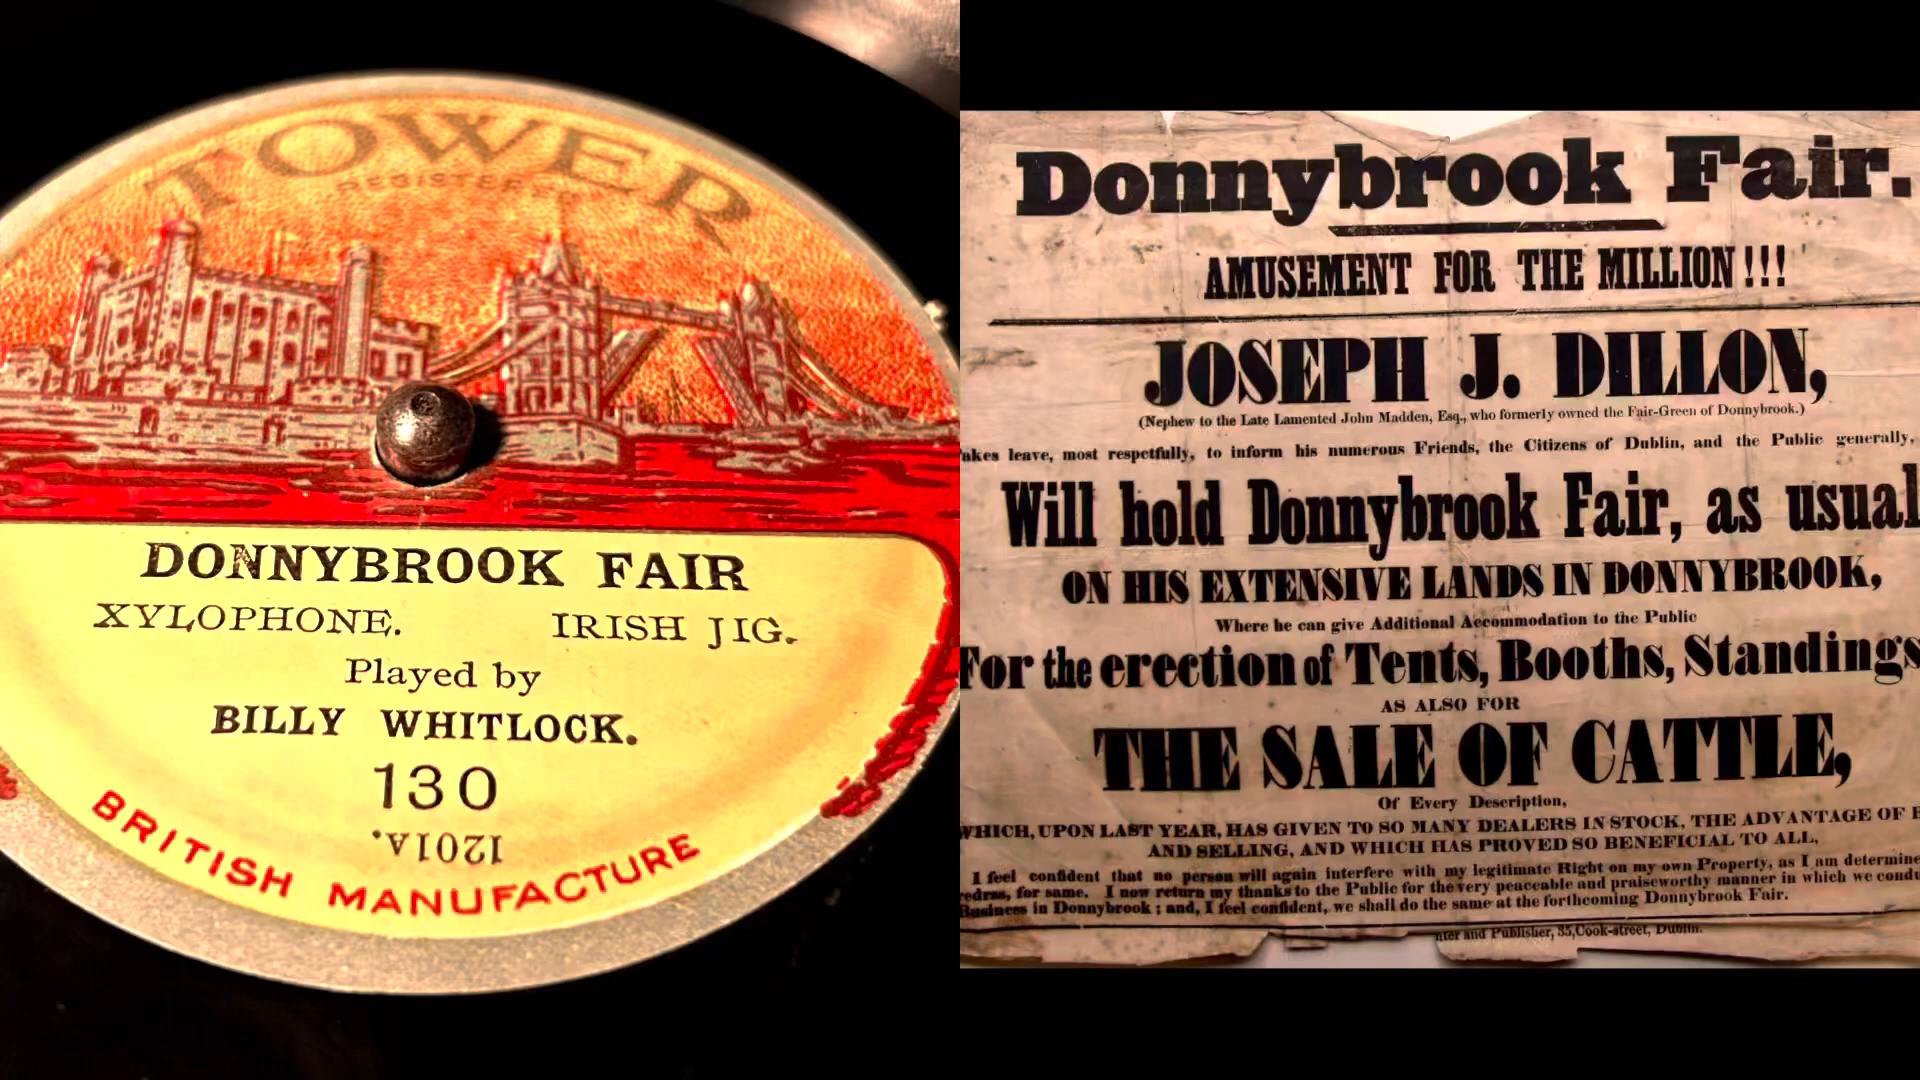 TOWER
REGISTERED
DONNYBROOK FAIR
XYLOPHONE. IRISH JIG.
Played by
BILLY WHITLOCK.
130
1201A.
BRITISH MANUFACTURE
Donnybrook Fair.
AMUSEMENT FOR THE MILLION!!!
JOSEPH J. DILLON,
(Nephew to the Late Lamented John Madden, Esq., who formerly owned the Fair-Green of Donnybrook.)
akes leave, most respctfully, to inform his numerous Friends, the Citizens of Dublin, and the Public generally,
Will hold Donnybrook Fair, as usual
ON HIS EXTENSIVE LANDS IN DONNYBROOK,
Where he can give Additional Accommodation to the Public
For the erection of Tents, Booths, Standings
AS ALSO FOR
THE SALE OF CATTLE,
Of Every Description,
WHICH, UPON LAST YEAR, HAS GIVEN TO SO MANY DEALERS IN STOCK, THE ADVANTAGE OF
AND SELLING, AND WHICH HAS PROVED SO BENEFICIAL TO ALL,
I feel confident that no person will again interfere with my legitimate Right on my own Property, as I am determine
edress, for same. I now return my thanks to the Public for the very peaceable and praiseworthy manner in which we condu
Business in Donnybrook; and, I feel confident, we shall do the same at the forthcoming Donnybrook Fair.
nter and Publisher, 35, Cook-street, Dublin.